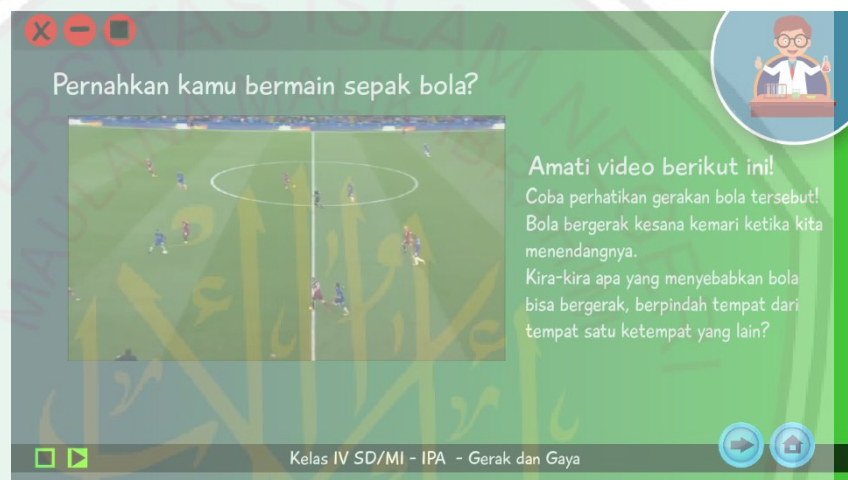 Pernahkan kamu bermain sepak bola?
Amati video berikut ini!
Coba perhatikan gerakan bola tersebut!
Bola bergerak kesana kemari ketika kita
menendangnya.
Kira-kira apa yang menyebabkan bola
bisa bergerak, berpindah tempat dari
tempat satu ketempat yang lain?
Kelas IV SD/MI - IPA - Gerak dan Gaya